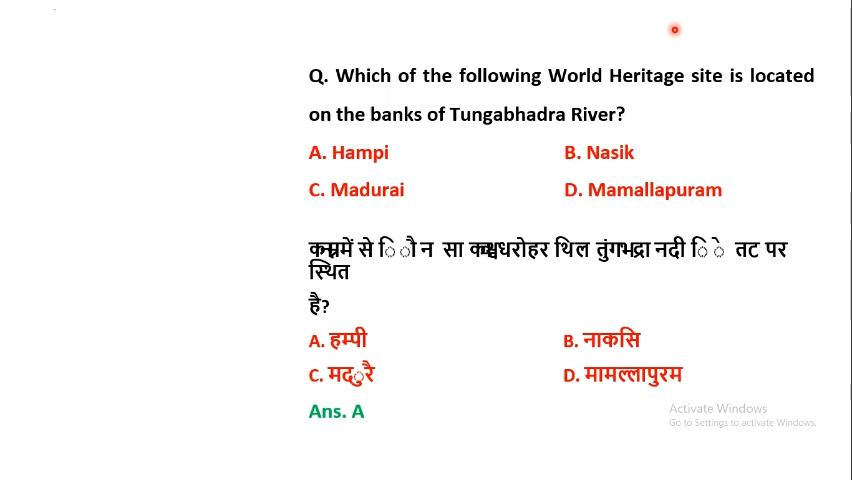 Q. Which of the following World Heritage site is located
on the banks of Tungabhadra River?
A. Hampi B. Nasik
C. Madurai D. Mamallapuram
में से ि ौ न सा धरोहर थिल तुंगभद्रा नदी ि े तट पर
स्थित
है?
A. हम्पी B. नाकसि
C. मद ुरै D. मामल्लापुरम
Ans. A
Activate Windows
Go to Settings to activate Windows.